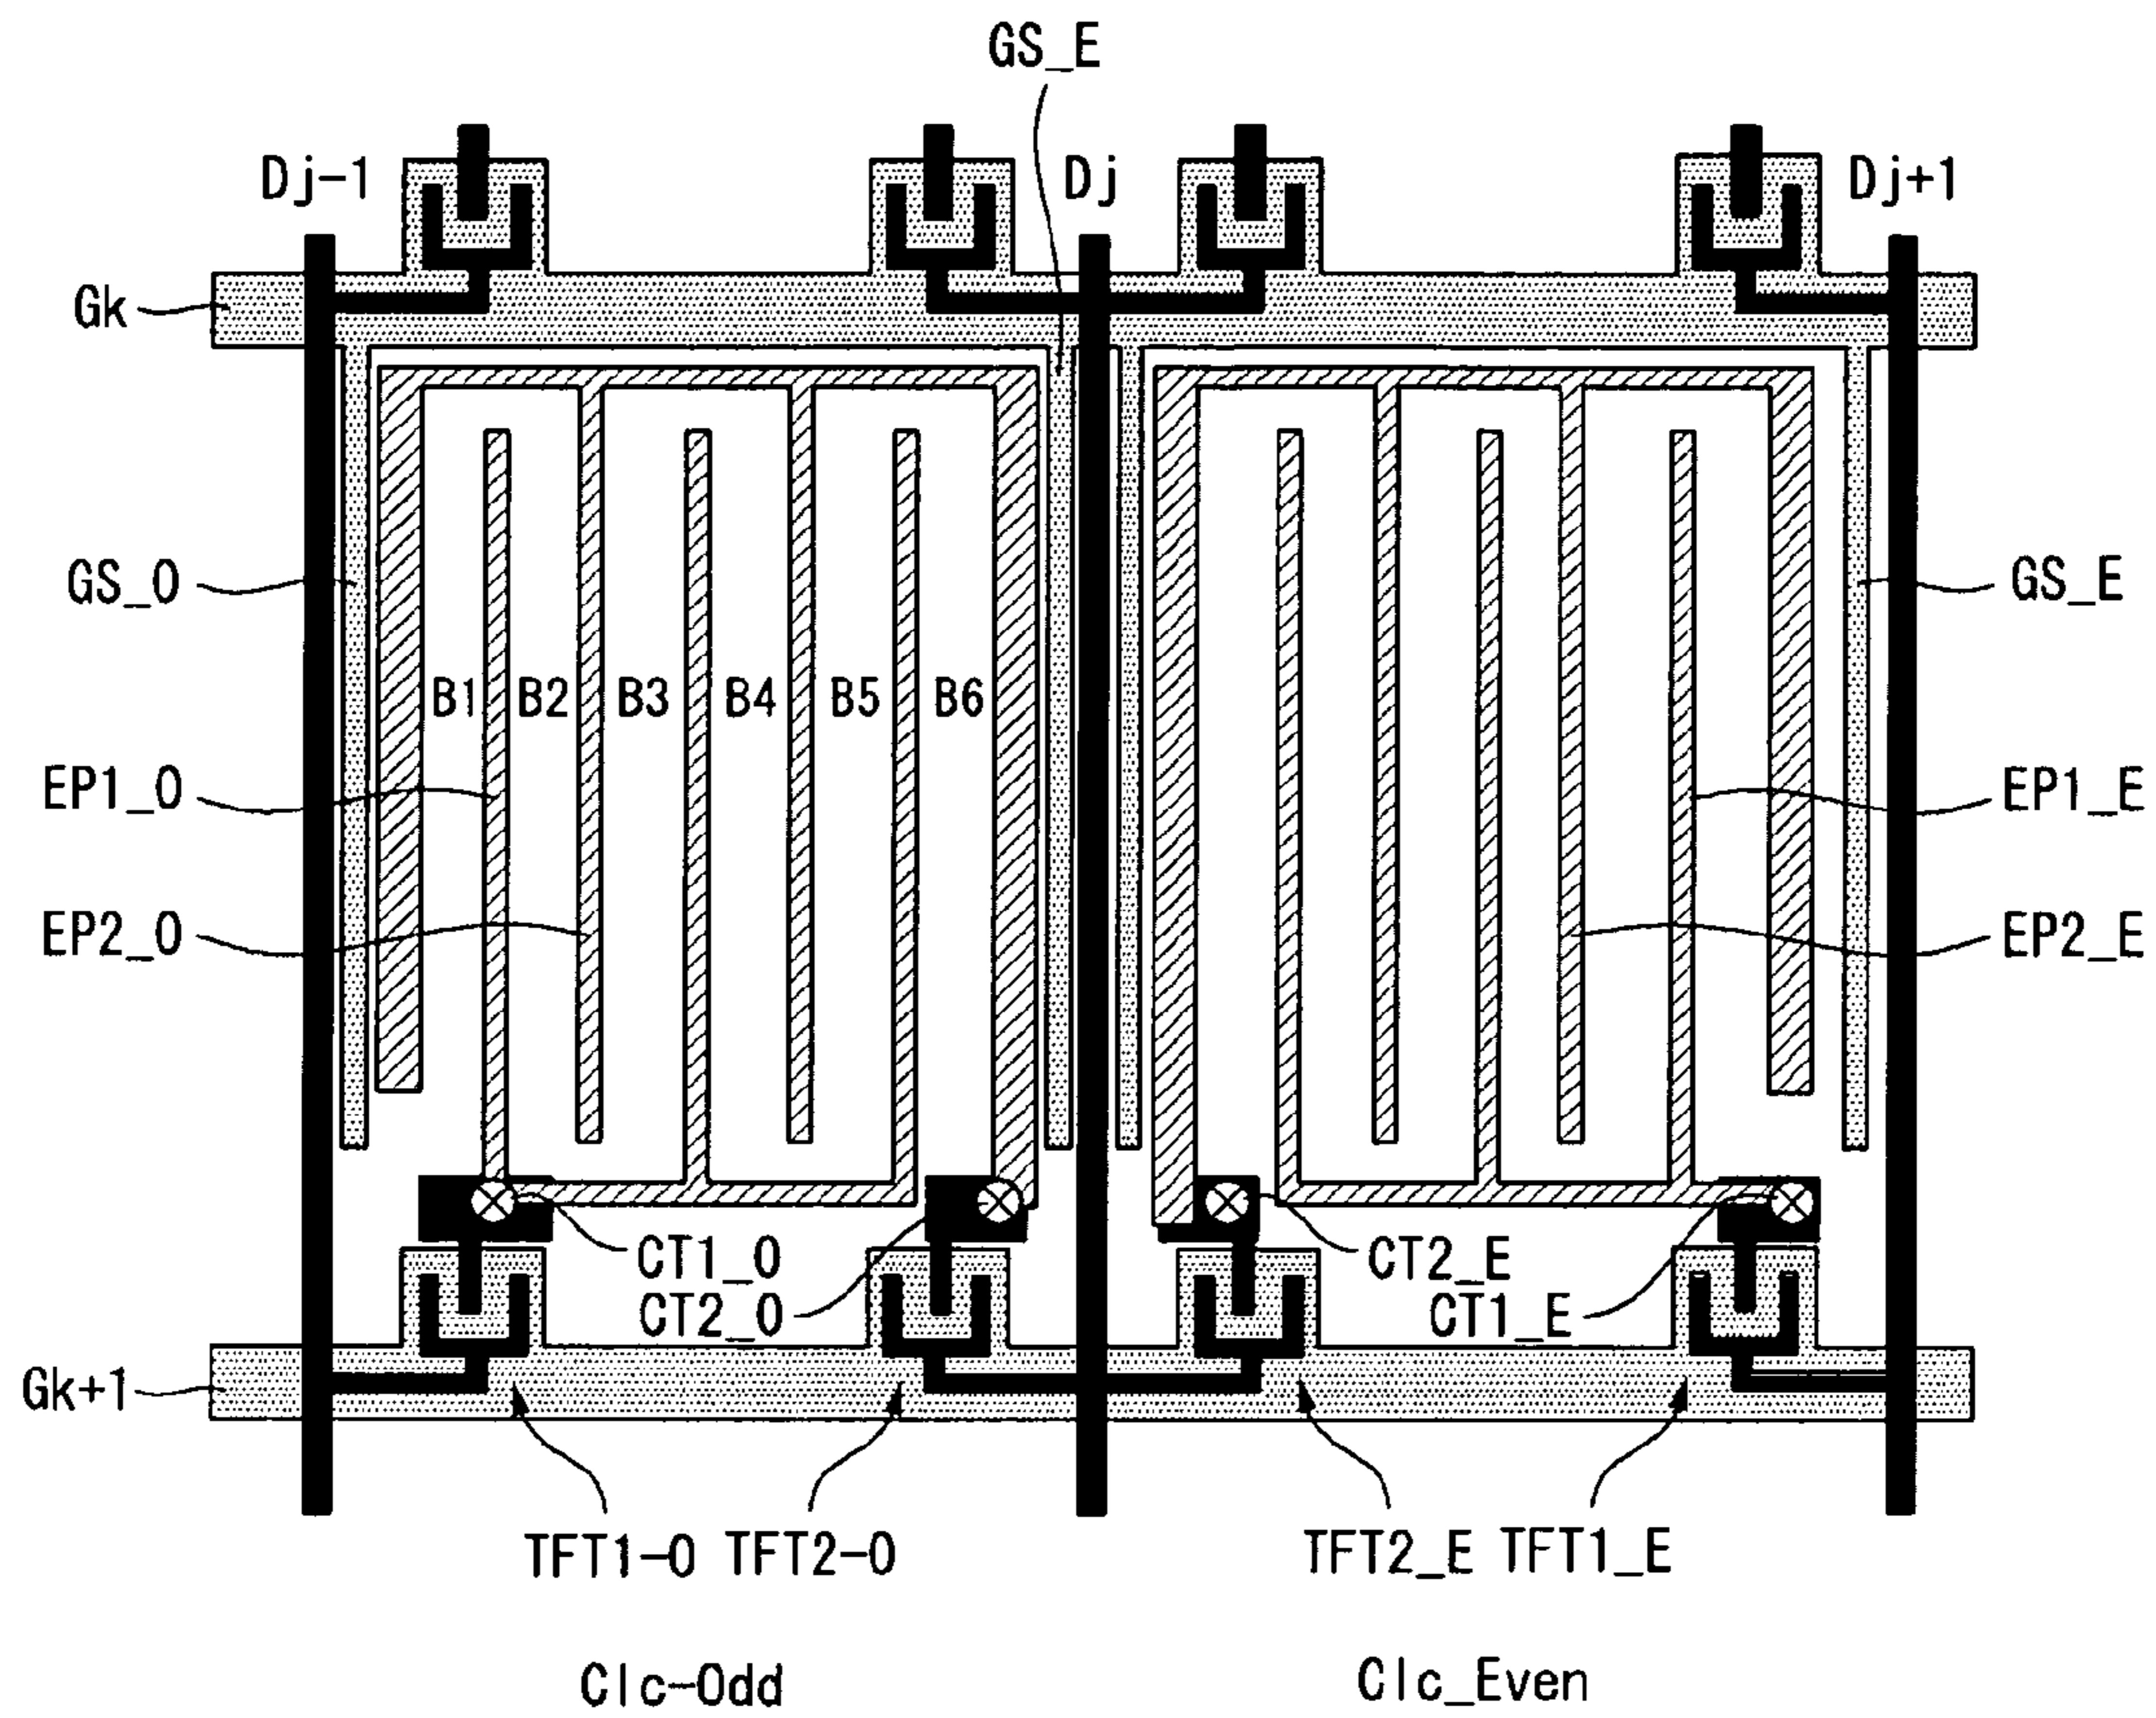 GS_E
Dj-1
Dj
Dj+1
Gk
GS_O
GS_E
B1 B2 B3 B4 B5 B6
EP1_O
EP1_E
EP2_O
EP2_E
CT1_O
CT2_E
CT2_O
CT1_E
Gk+1
TFT1-O TFT2-O TFT2_E TFT1_E
Clc-Odd
Clc_Even